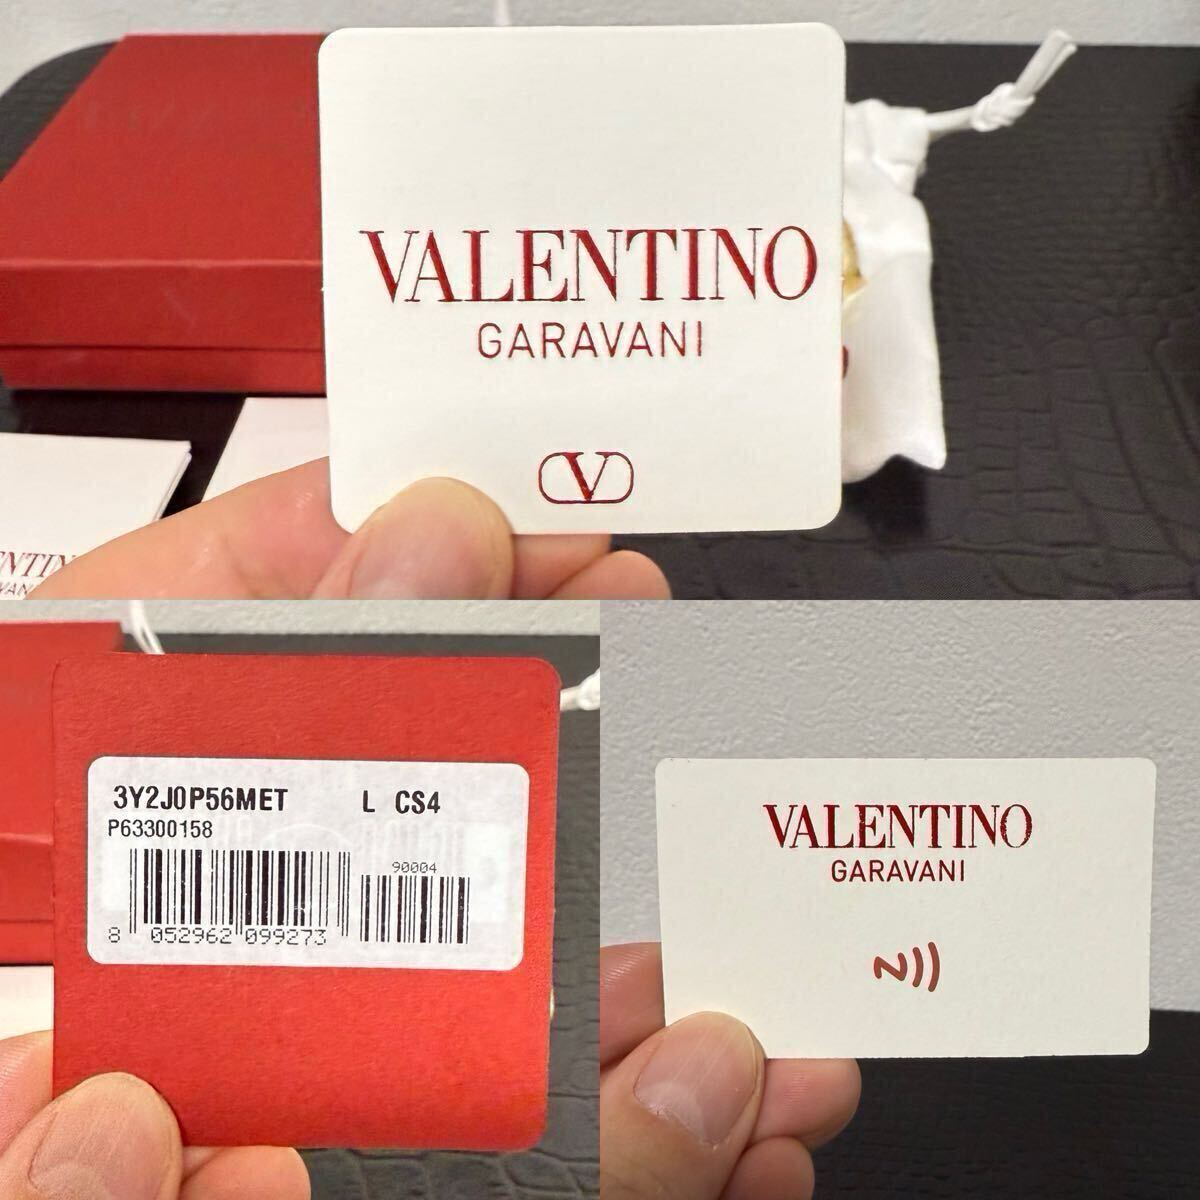 VALENTINO
GARAVANI
V
3Y2J0P56MET L CS4
P63300158
90004
8 052962 099273
VALENTINO
GARAVANI